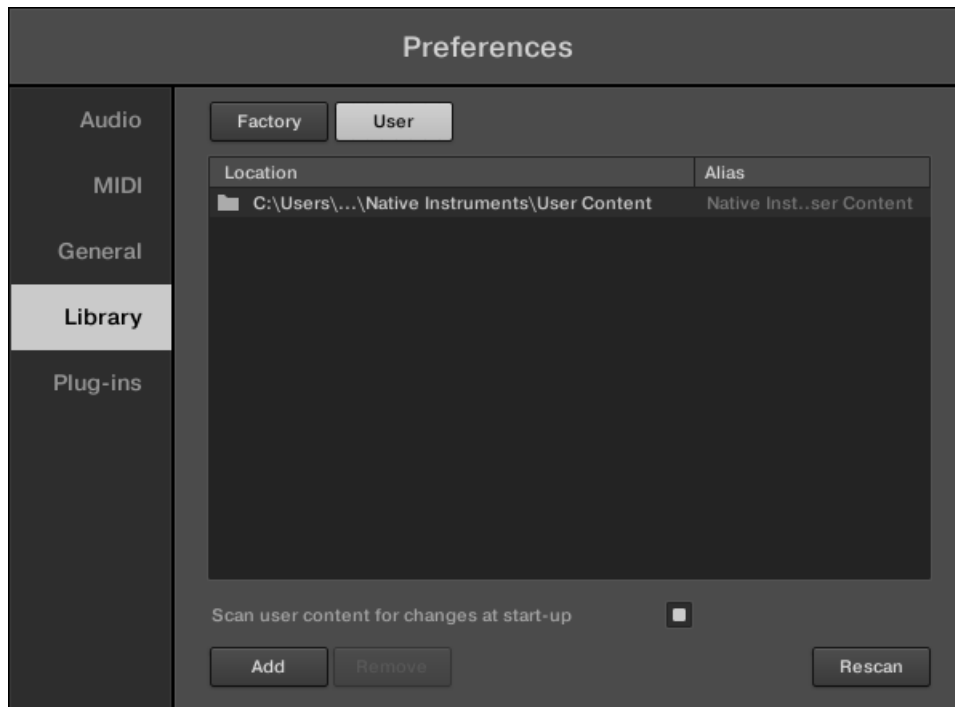 Preferences
Audio
MIDI
General
Library
Plug-ins
Factory User
Location Alias
C:\Users\...\Native Instruments\User Content Native Inst..ser Content
Scan user content for changes at start-up
Add Remove Rescan